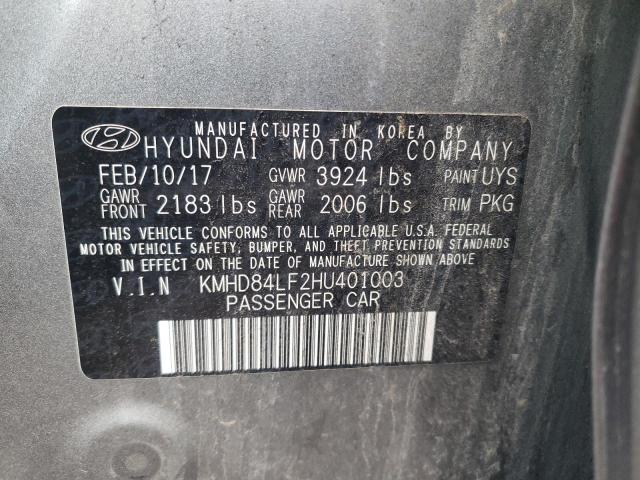 MANUFACTURED IN KOREA BY
HYUNDAI MOTOR COMPANY
FEB/10/17 GVWR 3924 lbs PAINT UYS
GAWR FRONT 2183 lbs GAWR REAR 2006 lbs TRIM PKG
THIS VEHICLE CONFORMS TO ALL APPLICABLE U.S.A. FEDERAL
MOTOR VEHICLE SAFETY, BUMPER, AND THEFT PREVENTION STANDARDS
IN EFFECT ON THE DATE OF MANUFACTURE SHOWN ABOVE
V.I.N KMHD84LF2HU401003
PASSENGER CAR